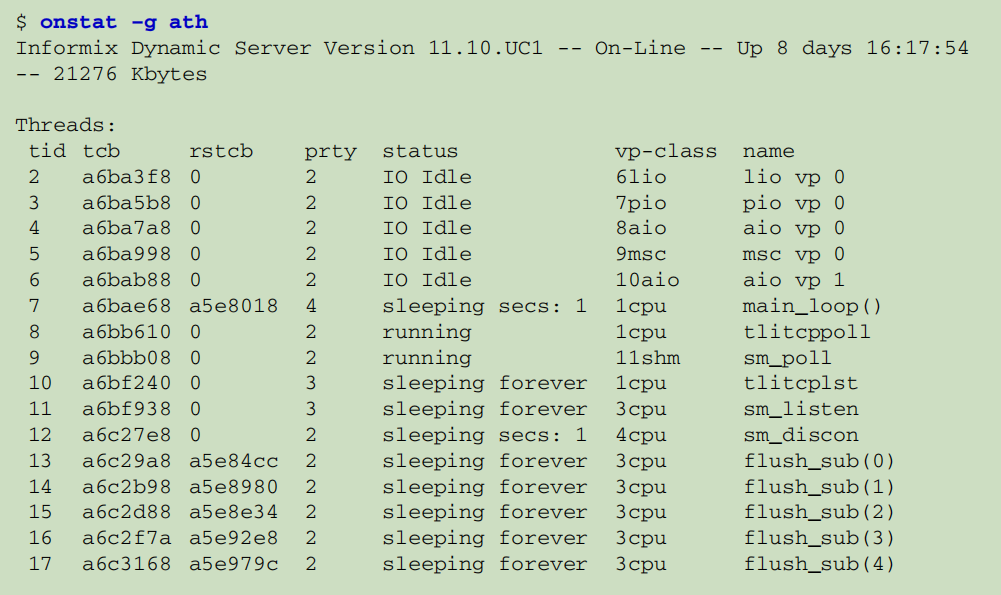 $ onstat -g ath
Informix Dynamic Server Version 11.10.UC1 -- On-Line -- Up 8 days 16:17:54
-- 21276 Kbytes
Threads:
tid tcb rstcb prty status vp-class name
2 a6ba3f8 0 2 IO Idle 6lio lio vp 0
3 a6ba5b8 0 2 IO Idle 7pio pio vp 0
4 a6ba7a8 0 2 IO Idle 8aio aio vp 0
5 a6ba998 0 2 IO Idle 9msc msc vp 0
6 a6bab88 0 2 IO Idle 10aio aio vp 1
7 a6bae68 a5e8018 4 sleeping secs: 1 1cpu main_loop()
8 a6bb610 0 2 running 1cpu tlitcppoll
9 a6bbb08 0 2 running 11shm sm_poll
10 a6bf240 0 3 sleeping forever 1cpu tlitcplst
11 a6bf938 0 3 sleeping forever 3cpu sm_listen
12 a6c27e8 0 2 sleeping secs: 1 4cpu sm_discon
13 a6c29a8 a5e84cc 2 sleeping forever 3cpu flush_sub(0)
14 a6c2b98 a5e8980 2 sleeping forever 3cpu flush_sub(1)
15 a6c2d88 a5e8e34 2 sleeping forever 3cpu flush_sub(2)
16 a6c2f7a a5e92e8 2 sleeping forever 3cpu flush_sub(3)
17 a6c3168 a5e979c 2 sleeping forever 3cpu flush_sub(4)